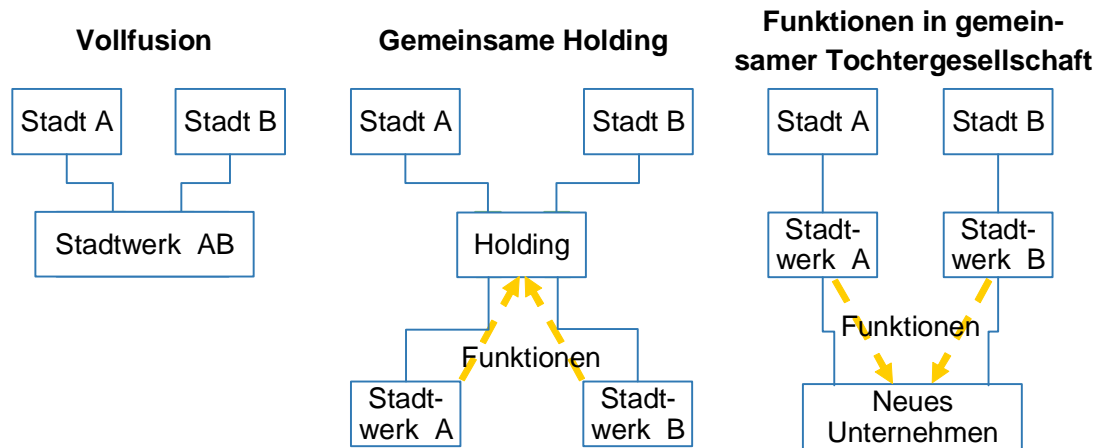 Vollfusion
Stadt A
Stadt B
Stadtwerk AB
Gemeinsame Holding
Stadt A
Stadt B
Holding
Funktionen
Stadt-
werk A
Stadt-
werk B
Funktionen in gemein-
samer Tochtergesellschaft
Stadt A
Stadt B
Stadt-
werk A
Stadt-
werk B
Funktionen
Neues
Unternehmen